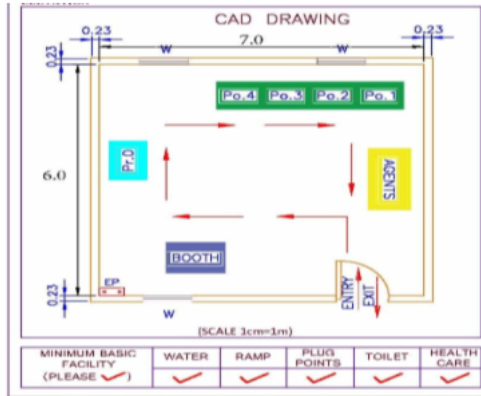 CAD DRAWING
0.23
7.0
0.23
0.23
W
W
Po.4 Po.3 Po.2 Po.1
Pr.O
AGENTS
6.0
BOOTH
EP
0.23
W
ENTRY
EXIT
(SCALE 1cm=1m)
MINIMUM BASIC FACILITY (PLEASE ✓)
WATER
RAMP
PLUG POINTS
TOILET
HEALTH CARE